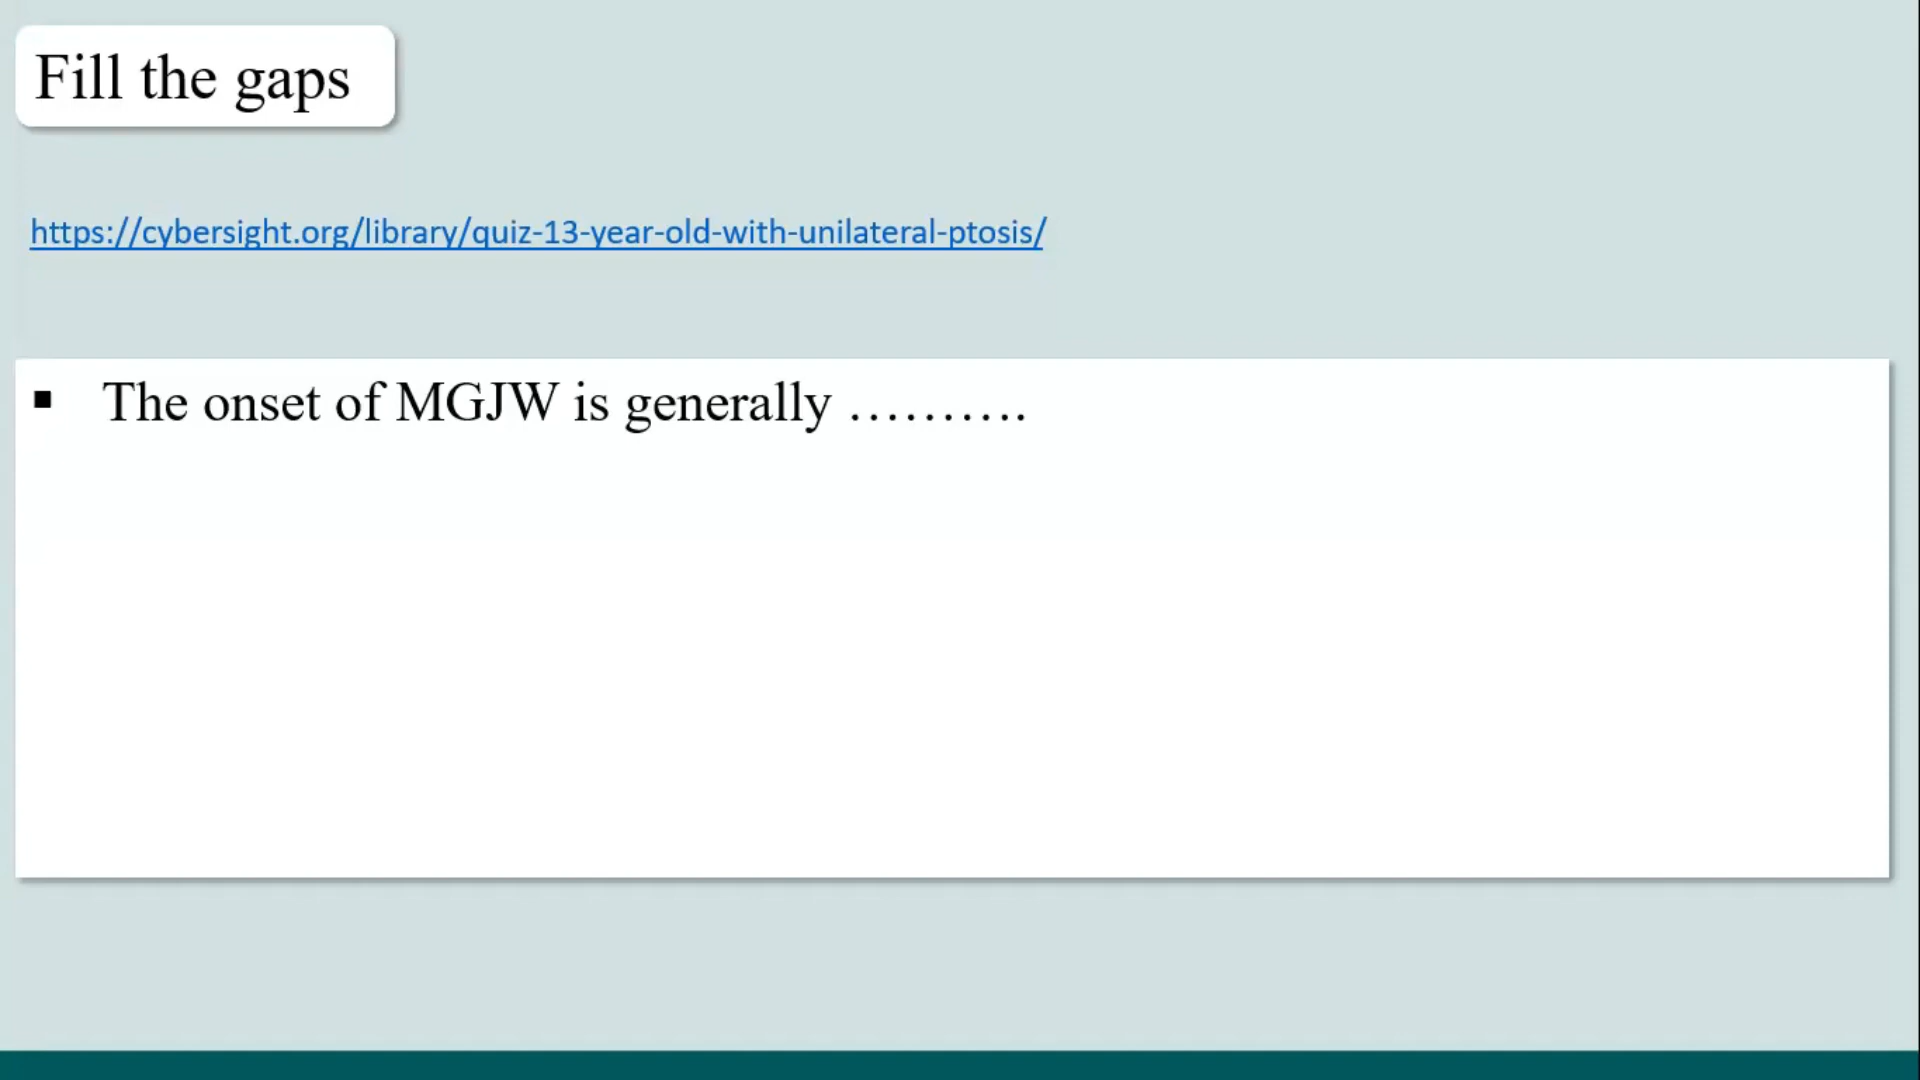 Fill the gaps
https://cybersight.org/library/quiz-13-year-old-with-unilateral-ptosis/
▪ The onset of MGJW is generally ……….